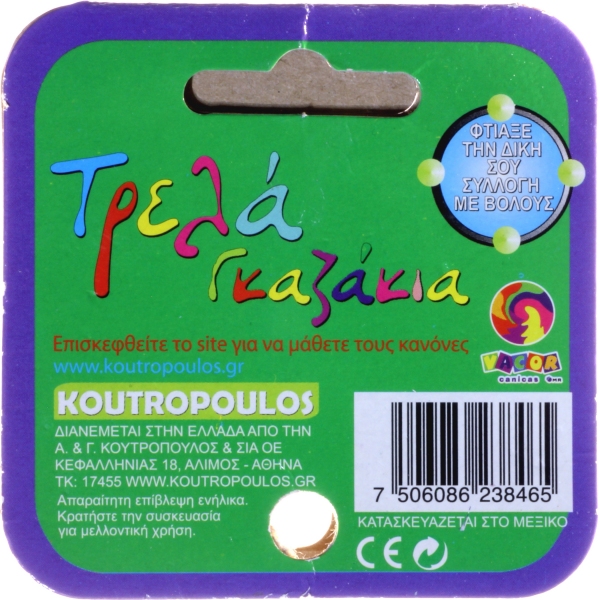 ΦΤΙΑΞΕ
ΤΗΝ ΔΙΚΗ
ΣΟΥ
ΣΥΛΛΟΓΗ
ΜΕ ΒΟΛΟΥΣ
Τρελά
γκαζάκια
VACOR
canicas
Επισκεφθείτε το site για να μάθετε τους κανόνες
www.koutropoulos.gr
KOUTROPOULOS
ΔΙΑΝΕΜΕΤΑΙ ΣΤΗΝ ΕΛΛΑΔΑ ΑΠΟ ΤΗΝ
Α. & Γ. ΚΟΥΤΡΟΠΟΥΛΟΣ & ΣΙΑ ΟΕ
ΚΕΦΑΛΛΗΝΙΑΣ 18, ΑΛΙΜΟΣ - ΑΘΗΝΑ
ΤΚ: 17455 WWW.KOUTROPOULOS.GR
Απαραίτητη επίβλεψη ενήλικα.
Κρατήστε την συσκευασία
για μελλοντική χρήση.
7 506086 238465
ΚΑΤΑΣΚΕΥΑΖΕΤΑΙ ΣΤΟ ΜΕΞΙΚΟ
CE